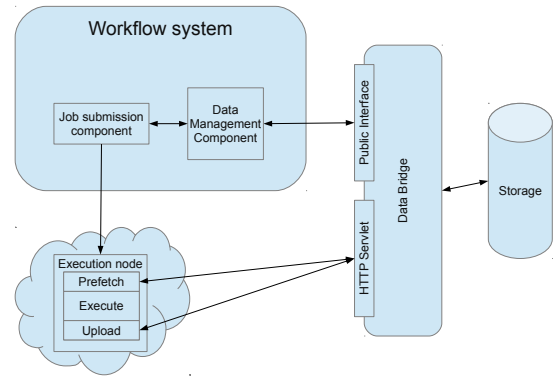 Workflow system
Job submission
component
Data
Management
Component
Public Interface
HTTP Servlet
Data Bridge
Storage
Execution node
Prefetch
Execute
Upload